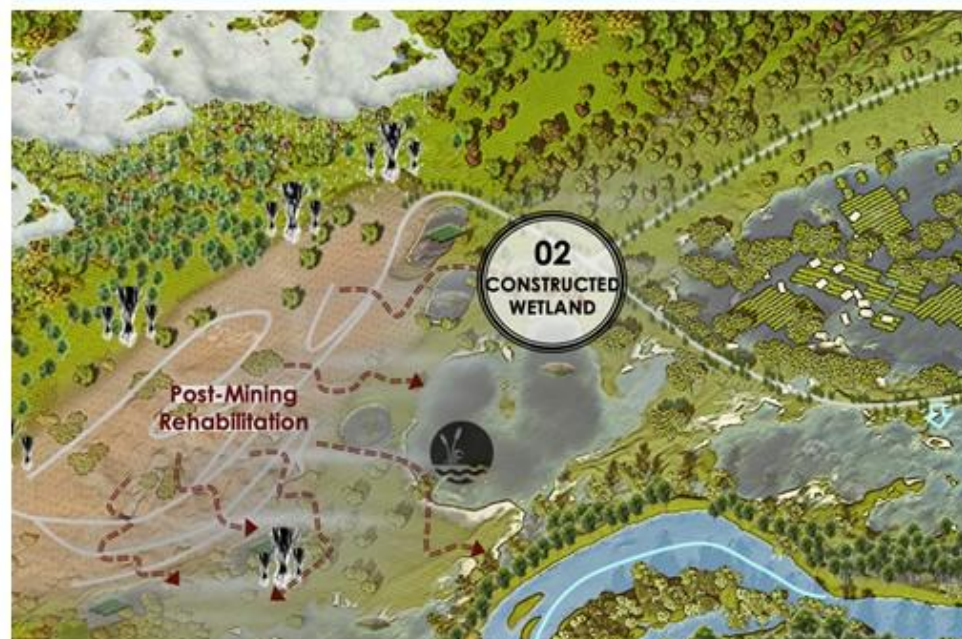 02
CONSTRUCTED
WETLAND
Post-Mining
Rehabilitation